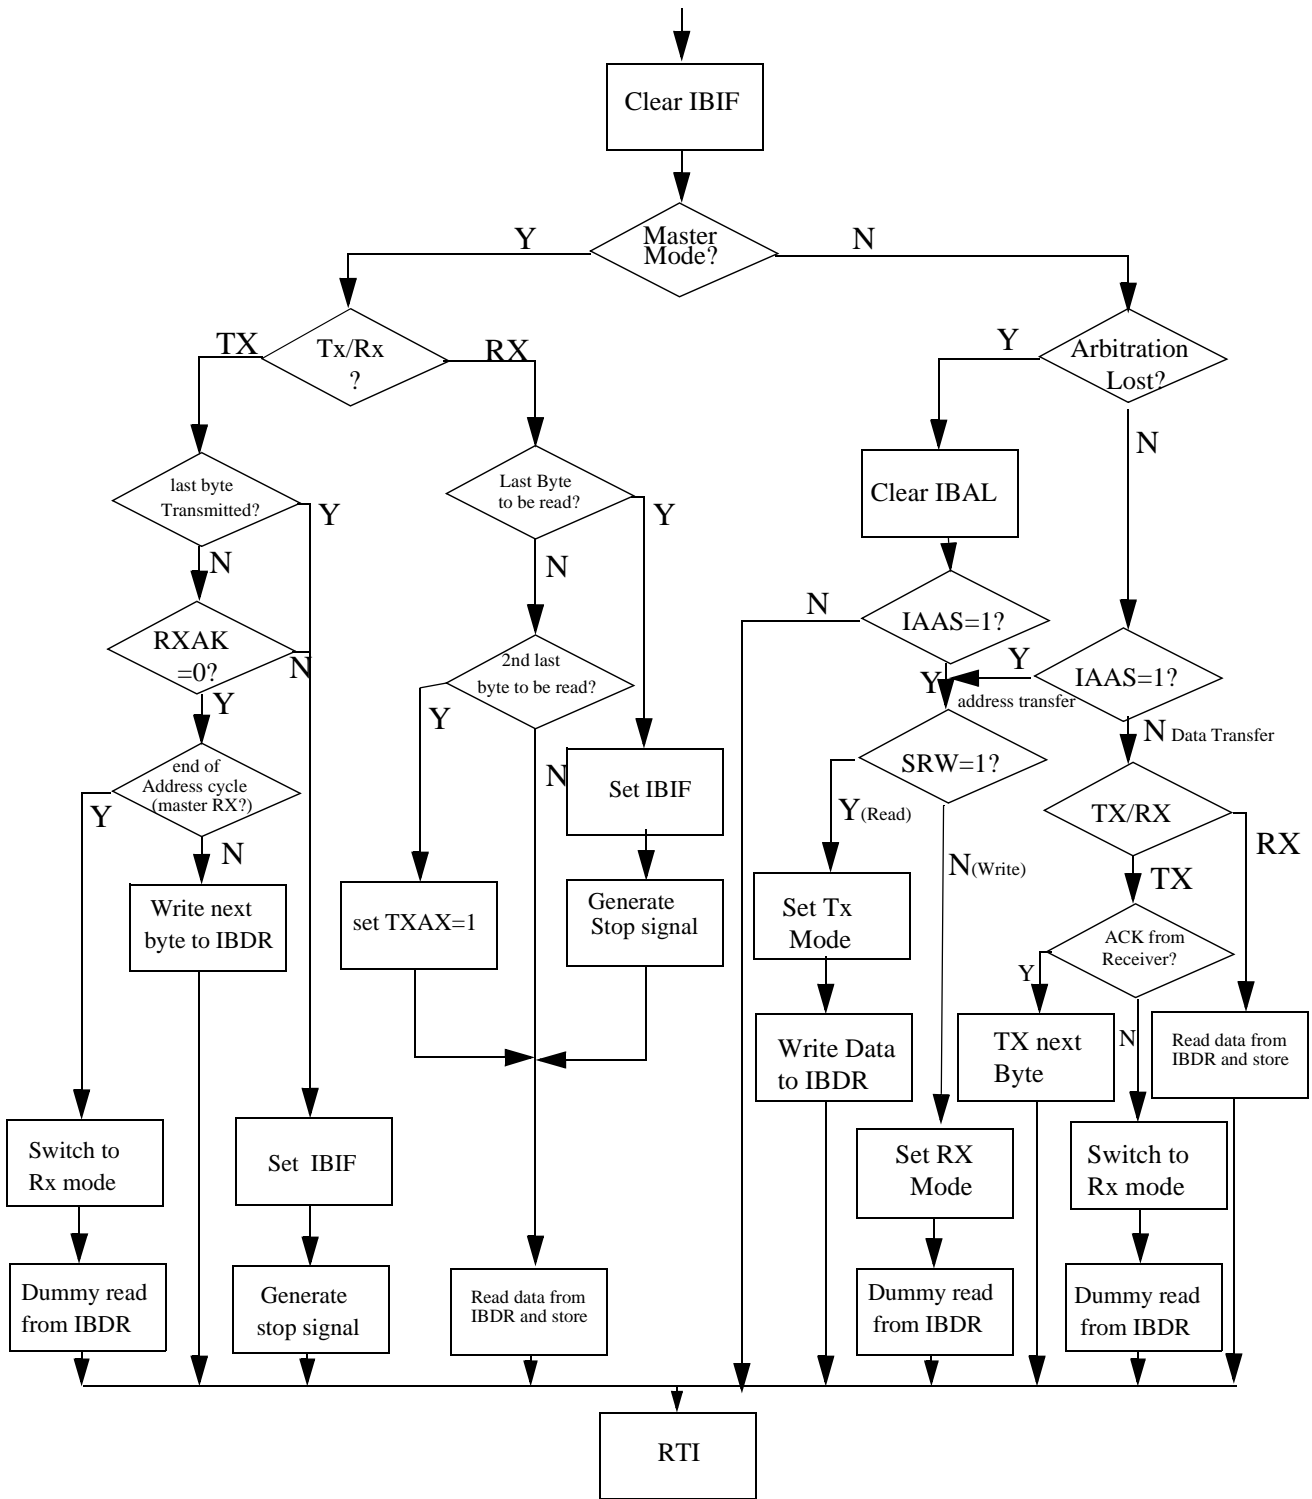 Clear IBIF
Master
Mode?
Y
N
Tx/Rx
?
TX
RX
Arbitration
Lost?
Y
N
last byte
Transmitted?
Y
N
Last Byte
to be read?
Y
N
Clear IBAL
IAAS=1?
N
Y
IAAS=1?
Y
address transfer
N Data Transfer
RXAK
=0?
N
Y
2nd last
byte to be read?
Y
N
SRW=1?
Y(Read)
N(Write)
end of
Address cycle
(master RX?)
Y
N
Set IBIF
TX/RX
RX
TX
Write next
byte to IBDR
set TXAX=1
Generate
Stop signal
Set Tx
Mode
ACK from
Receiver?
Y
N
Write Data
to IBDR
TX next
Byte
Read data from
IBDR and store
Switch to
Rx mode
Set IBIF
Set RX
Mode
Switch to
Rx mode
Dummy read
from IBDR
Generate
stop signal
Read data from
IBDR and store
Dummy read
from IBDR
Dummy read
from IBDR
RTI